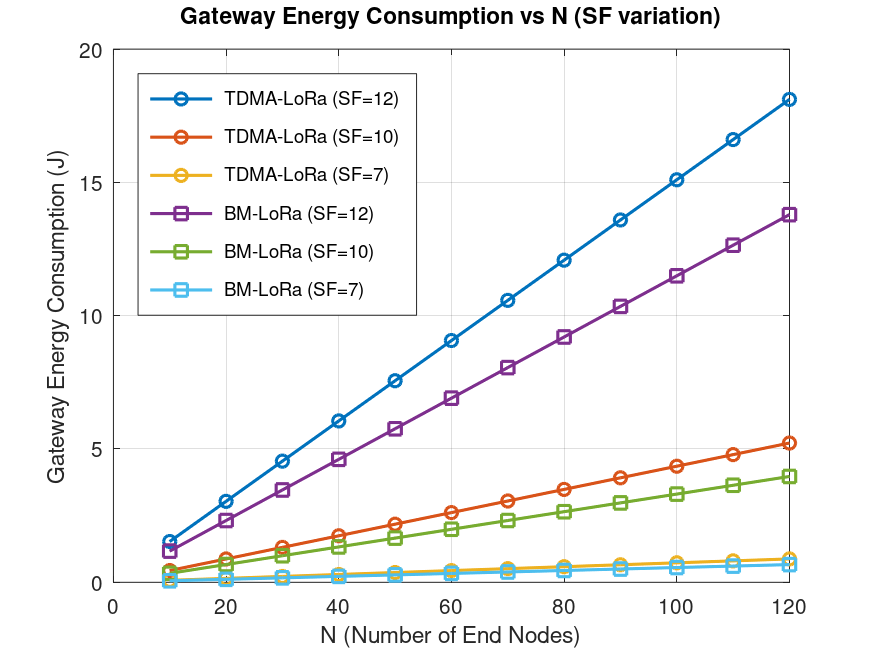 Gateway Energy Consumption vs N (SF variation)
20
15
10
5
0
Gateway Energy Consumption (J)
TDMA-LoRa (SF=12)
TDMA-LoRa (SF=10)
TDMA-LoRa (SF=7)
BM-LoRa (SF=12)
BM-LoRa (SF=10)
BM-LoRa (SF=7)
0 20 40 60 80 100 120
N (Number of End Nodes)